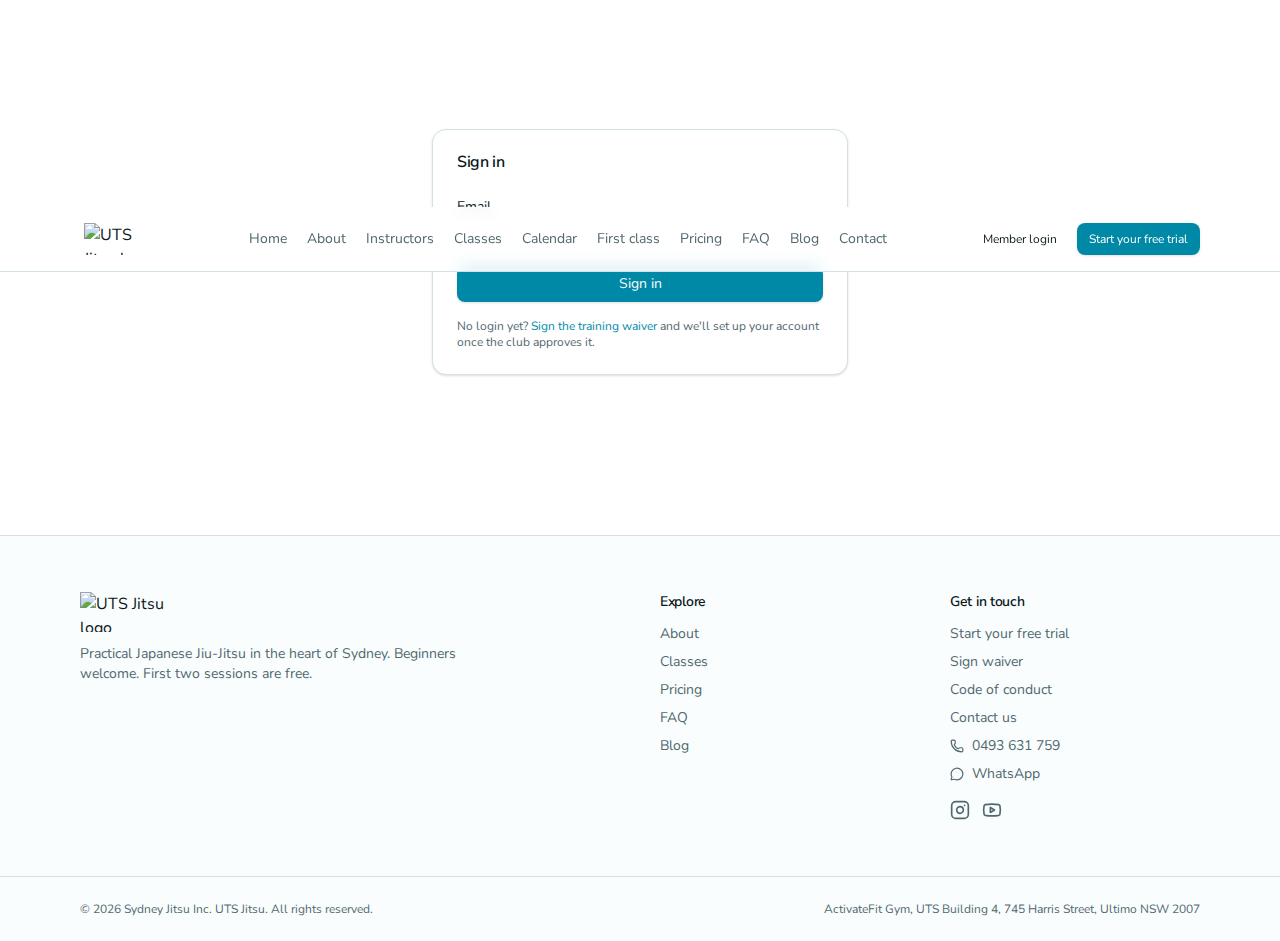 Sign in
Email
UTS
Home About Instructors Classes Calendar First class Pricing FAQ Blog Contact
Member login
Start your free trial
Sign in
No login yet? Sign the training waiver and we'll set up your account
once the club approves it.
UTS Jitsu
logo
Practical Japanese Jiu-Jitsu in the heart of Sydney. Beginners
welcome. First two sessions are free.
Explore
About
Classes
Pricing
FAQ
Blog
Get in touch
Start your free trial
Sign waiver
Code of conduct
Contact us
0493 631 759
WhatsApp
© 2026 Sydney Jitsu Inc. UTS Jitsu. All rights reserved.
ActivateFit Gym, UTS Building 4, 745 Harris Street, Ultimo NSW 2007